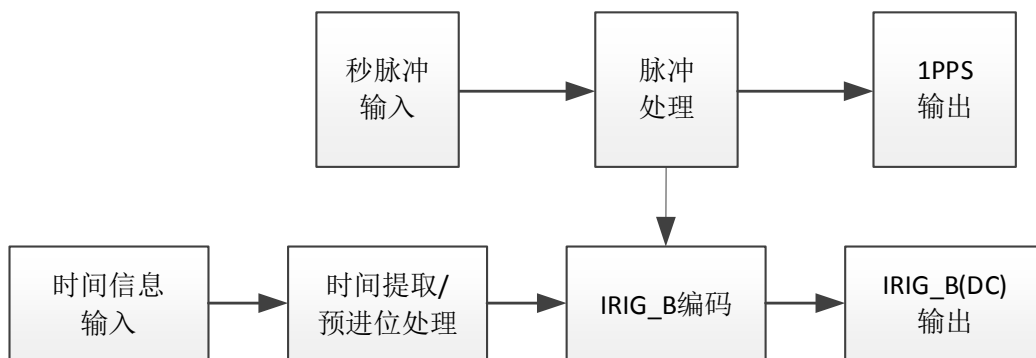 秒脉冲
输入
脉冲
处理
1PPS
输出
时间信息
输入
时间提取/
预进位处理
IRIG_B编码
IRIG_B(DC)
输出